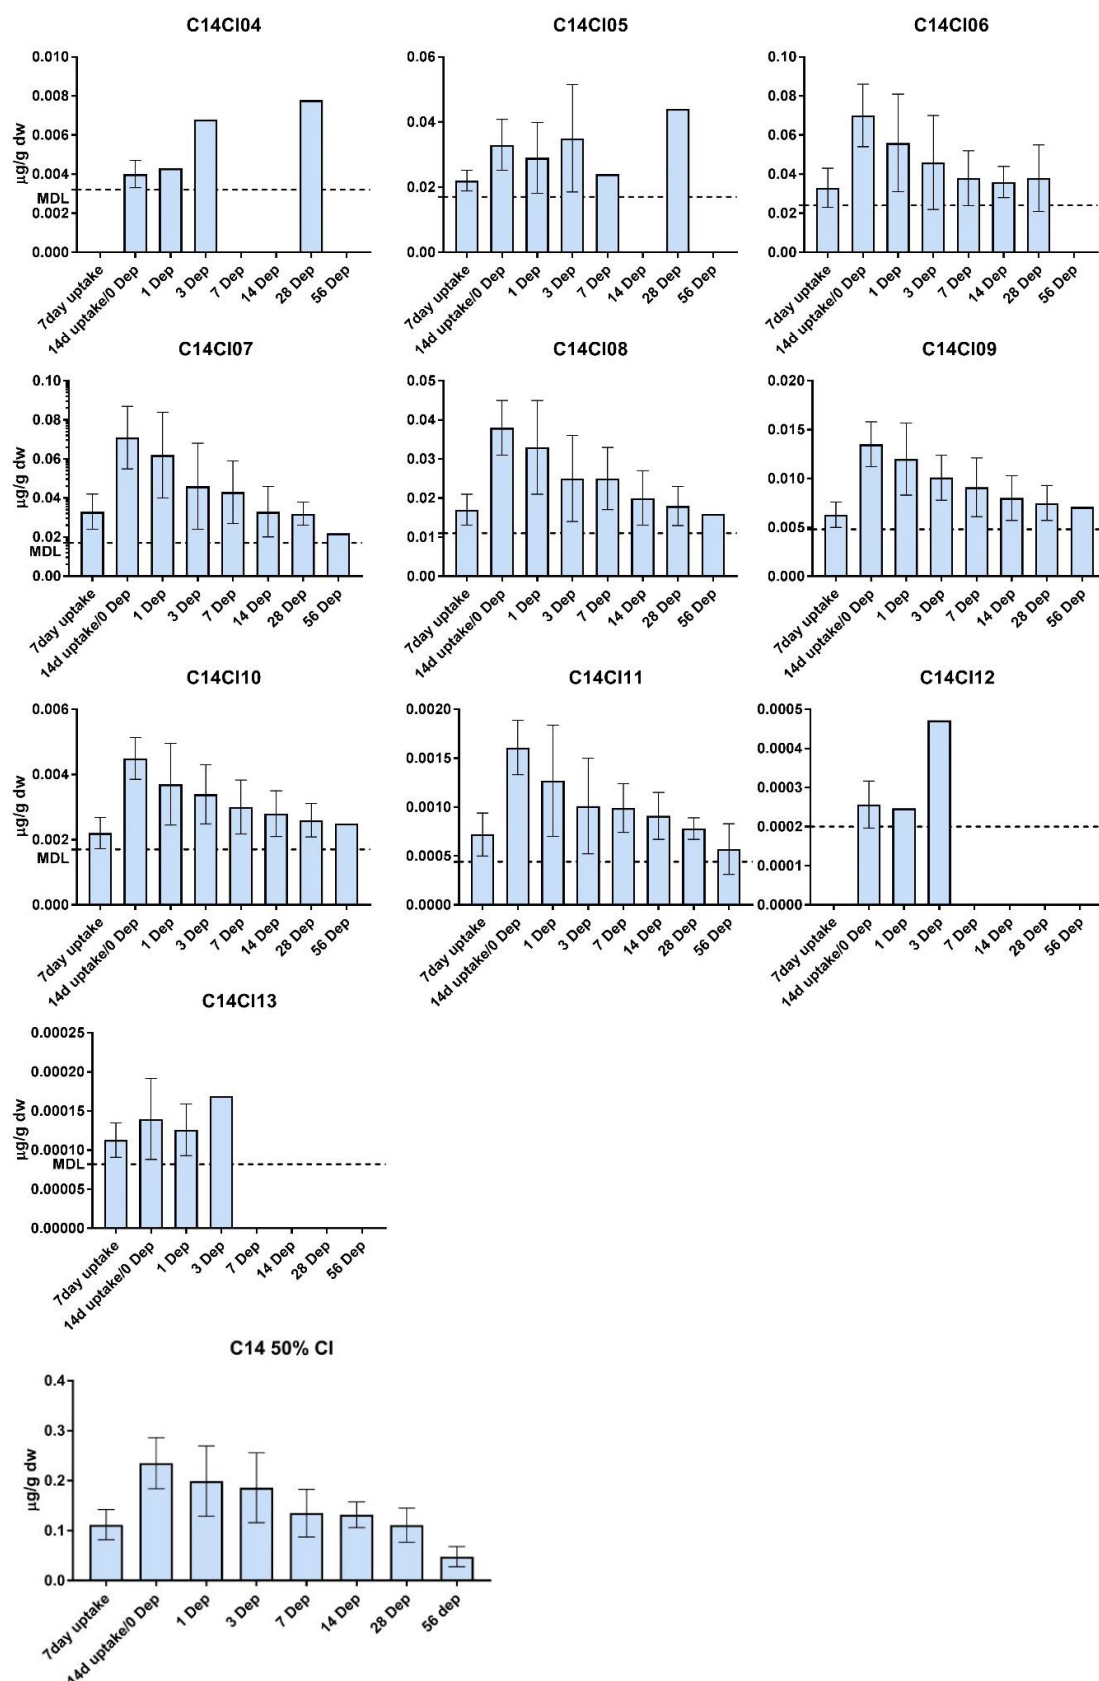 C14Cl04
0.010
0.008
0.006
0.004
MDL
0.002
0.000
µg/g dw
7day uptake
14d uptake/0 Dep
1 Dep
3 Dep
7 Dep
14 Dep
28 Dep
56 Dep
C14Cl05
0.06
0.04
0.02
0.00
7day uptake
14d uptake/0 Dep
1 Dep
3 Dep
7 Dep
14 Dep
28 Dep
56 Dep
C14Cl06
0.10
0.08
0.06
0.04
0.02
0.00
7day uptake
14d uptake/0 Dep
1 Dep
3 Dep
7 Dep
14 Dep
28 Dep
56 Dep
C14Cl07
0.10
0.08
0.06
0.04
0.02
MDL
0.00
µg/g dw
7day uptake
14d uptake/0 Dep
1 Dep
3 Dep
7 Dep
14 Dep
28 Dep
56 Dep
C14Cl08
0.05
0.04
0.03
0.02
0.01
0.00
7day uptake
14d uptake/0 Dep
1 Dep
3 Dep
7 Dep
14 Dep
28 Dep
56 Dep
C14Cl09
0.020
0.015
0.010
0.005
0.000
7day uptake
14d uptake/0 Dep
1 Dep
3 Dep
7 Dep
14 Dep
28 Dep
56 Dep
C14Cl10
0.006
0.004
0.002
MDL
0.000
µg/g dw
7day uptake
14d uptake/0 Dep
1 Dep
3 Dep
7 Dep
14 Dep
28 Dep
56 Dep
C14Cl11
0.0020
0.0015
0.0010
0.0005
0.0000
7day uptake
14d uptake/0 Dep
1 Dep
3 Dep
7 Dep
14 Dep
28 Dep
56 Dep
C14Cl12
0.0005
0.0004
0.0003
0.0002
0.0001
0.0000
7day uptake
14d uptake/0 Dep
1 Dep
3 Dep
7 Dep
14 Dep
28 Dep
56 Dep
C14Cl13
0.00025
0.00020
0.00015
0.00010
MDL
0.00005
0.00000
µg/g dw
7day uptake
14d uptake/0 Dep
1 Dep
3 Dep
7 Dep
14 Dep
28 Dep
56 Dep
C14 50% Cl
0.4
0.3
0.2
0.1
0.0
µg/g dw
7day uptake
14d uptake/0 Dep
1 Dep
3 Dep
7 Dep
14 Dep
28 Dep
56 dep